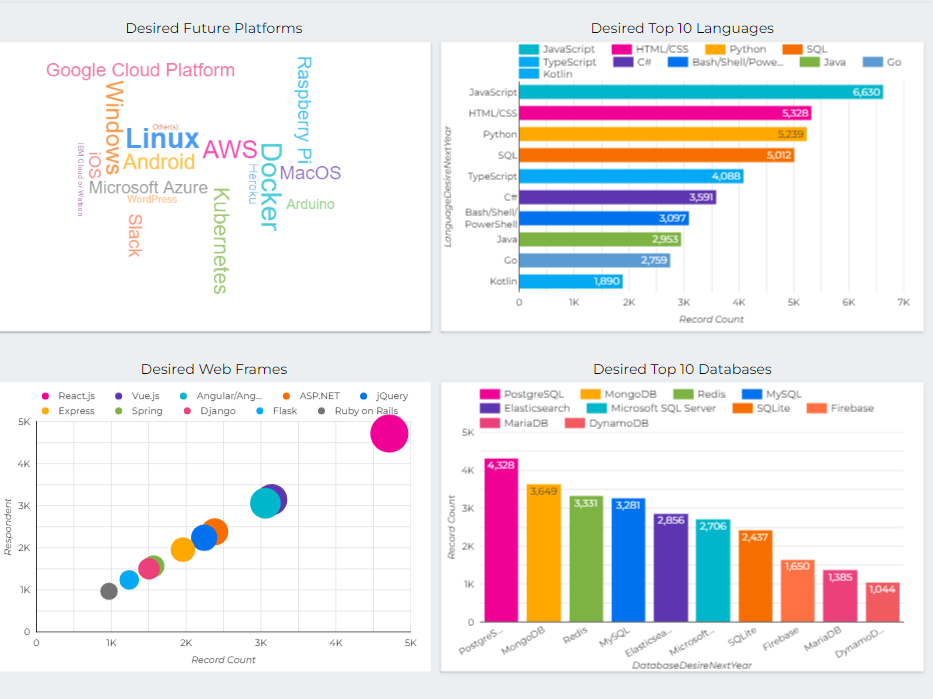 Desired Future Platforms
Google Cloud Platform
Raspberry Pi
Windows
Other(s)
Linux
AWS
Docker
iOS
Android
IBM Cloud or Watson
Heroku
MacOS
Microsoft Azure
WordPress
Kubernetes
Arduino
Slack
Desired Top 10 Languages
JavaScript HTML/CSS Python SQL
TypeScript C# Bash/Shell/Powe... Java Go
Kotlin
LanguageDesireNextYear
JavaScript 6,630
HTML/CSS 5,328
Python 5,239
SQL 5,012
TypeScript 4,088
C# 3,591
Bash/Shell/
PowerShell 3,097
Java 2,953
Go 2,759
Kotlin 1,890
0 1K 2K 3K 4K 5K 6K 7K
Record Count
Desired Web Frames
React.js Vue.js Angular/Ang... ASP.NET jQuery
Express Spring Django Flask Ruby on Rails
Respondent
5K
4K
3K
2K
1K
0
0 1K 2K 3K 4K 5K
Record Count
Desired Top 10 Databases
PostgreSQL MongoDB Redis MySQL
Elasticsearch Microsoft SQL Server SQLite Firebase
MariaDB DynamoDB
Record Count
5K
4K
3K
2K
1K
0
4,328 3,649 3,331 3,281 2,856 2,706 2,437 1,650 1,385 1,044
PostgreS... MongoDB Redis MySQL Elasticsea... Microsoft... SQLite Firebase MariaDB DynamoD...
DatabaseDesireNextYear